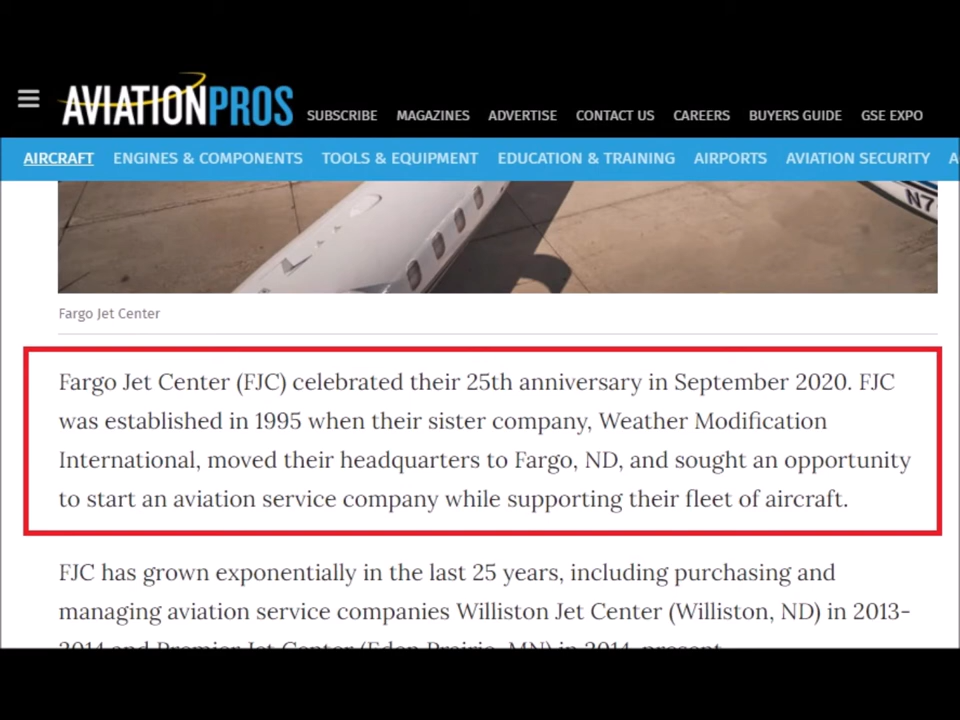 AVIATIONPROS
SUBSCRIBE MAGAZINES ADVERTISE CONTACT US CAREERS BUYERS GUIDE GSE EXPO
AIRCRAFT ENGINES & COMPONENTS TOOLS & EQUIPMENT EDUCATION & TRAINING AIRPORTS AVIATION SECURITY A
N7
Fargo Jet Center
Fargo Jet Center (FJC) celebrated their 25th anniversary in September 2020. FJC
was established in 1995 when their sister company, Weather Modification
International, moved their headquarters to Fargo, ND, and sought an opportunity
to start an aviation service company while supporting their fleet of aircraft.
FJC has grown exponentially in the last 25 years, including purchasing and
managing aviation service companies Williston Jet Center (Williston, ND) in 2013-
2014 and Premier Jet Center (Eden Prairie, MN) in 2014-present.